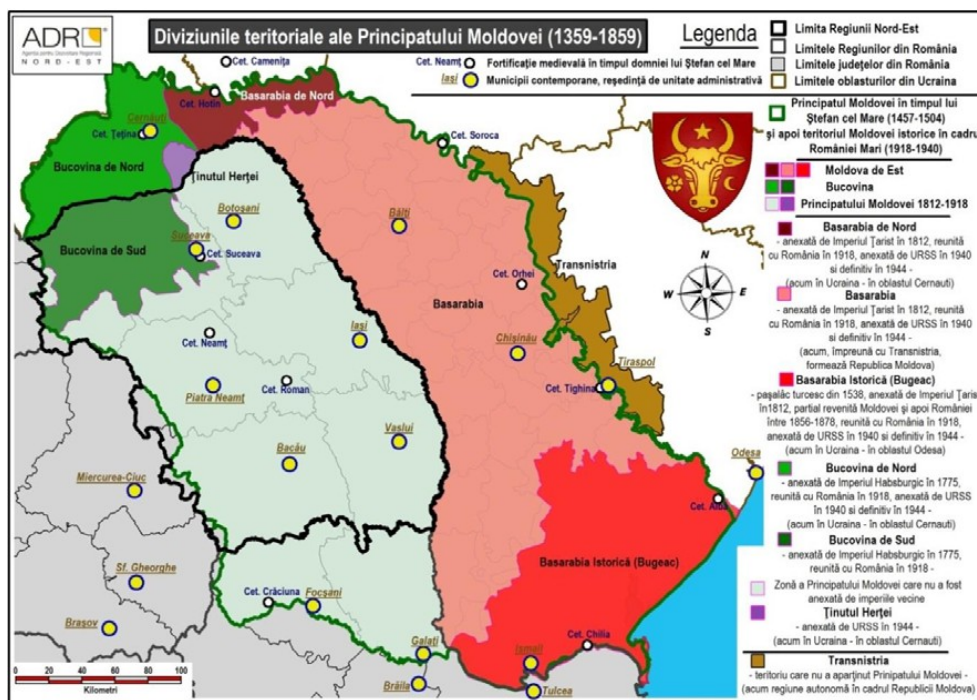 ADR
Agenția pentru Dezvoltare Regională
NORD-EST
Diviziunile teritoriale ale Principatului Moldovei (1359-1859)
Legenda
Cet. Neamț Fortificație medievală în timpul domniei lui Ștefan cel Mare
Iași Municipii contemporane, reședință de unitate administrativă
Limita Regiunii Nord-Est
Limitele Regiunilor din România
Limitele județelor din România
Limitele oblasturilor din Ucraina
Principatul Moldovei în timpul lui
Ștefan cel Mare (1457-1504)
și apoi teritoriul Moldovei istorice în cadru
României Mari (1918-1940)
Moldova de Est
Bucovina
Principatului Moldovei 1812-1918
Basarabia de Nord
- anexată de Imperiul Țarist în 1812, reunită
cu România în 1918, anexată de URSS în 1940
si definitiv în 1944 -
(acum în Ucraina - în oblastul Cernauti)
Basarabia
- anexată de Imperiul Țarist în 1812, reunită
cu România în 1918, anexată de URSS în 1940
si definitiv în 1944 -
(acum, împreună cu Transnistria,
formează Republica Moldova)
Basarabia Istorică (Bugeac)
- pașalâc turcesc din 1538, anexată de Imperiul Țaris
în1812, partial revenită Moldovei și apoi României
între 1856-1878, reunită cu România în 1918,
anexată de URSS în 1940 si definitiv în 1944 -
(acum în Ucraina - în oblastul Odesa)
Bucovina de Nord
- anexată de Imperiul Habsburgic în 1775,
reunită cu România în 1918, anexată de URSS
în 1940 si definitiv în 1944 -
(acum în Ucraina - în oblastul Cernauti)
Bucovina de Sud
- anexată de Imperiul Habsburgic în 1775,
reunită cu România în 1918 -
Zonă a Principatului Moldovei care nu a fost
anexată de imperiile vecine
Ținutul Herței
- anexată de URSS în 1944 -
(acum în Ucraina - în oblastul Cernauti)
Transnistria
- teritoriu care nu a aparținut Prinipatului Moldovei -
(acum regiune autonomă în cadrul Republicii Moldova)
N
W E
S
Cet. Camenița
Cet. Hotin
Basarabia de Nord
Cernăuți
Cet. Țețina
Cet. Soroca
Bucovina de Nord
Ținutul Herței
Botoșani
Bălți
Bucovina de Sud
Suceava
Cet. Suceava
Transnistria
Cet. Orhei
Basarabia
Cet. Neamț
Iași
Chișinău
Tiraspol
Cet. Tighina
Piatra Neamț
Cet. Roman
Vaslui
Bacău
Odesa
Miercurea-Ciuc
Cet. Albă
Basarabia Istorică (Bugeac)
Sf. Gheorghe
Cet. Crăciuna
Focșani
Brașov
Cet. Chilia
Galați
Ismail
Brăila
Tulcea
0 20 40 60 80 100
Kilometri